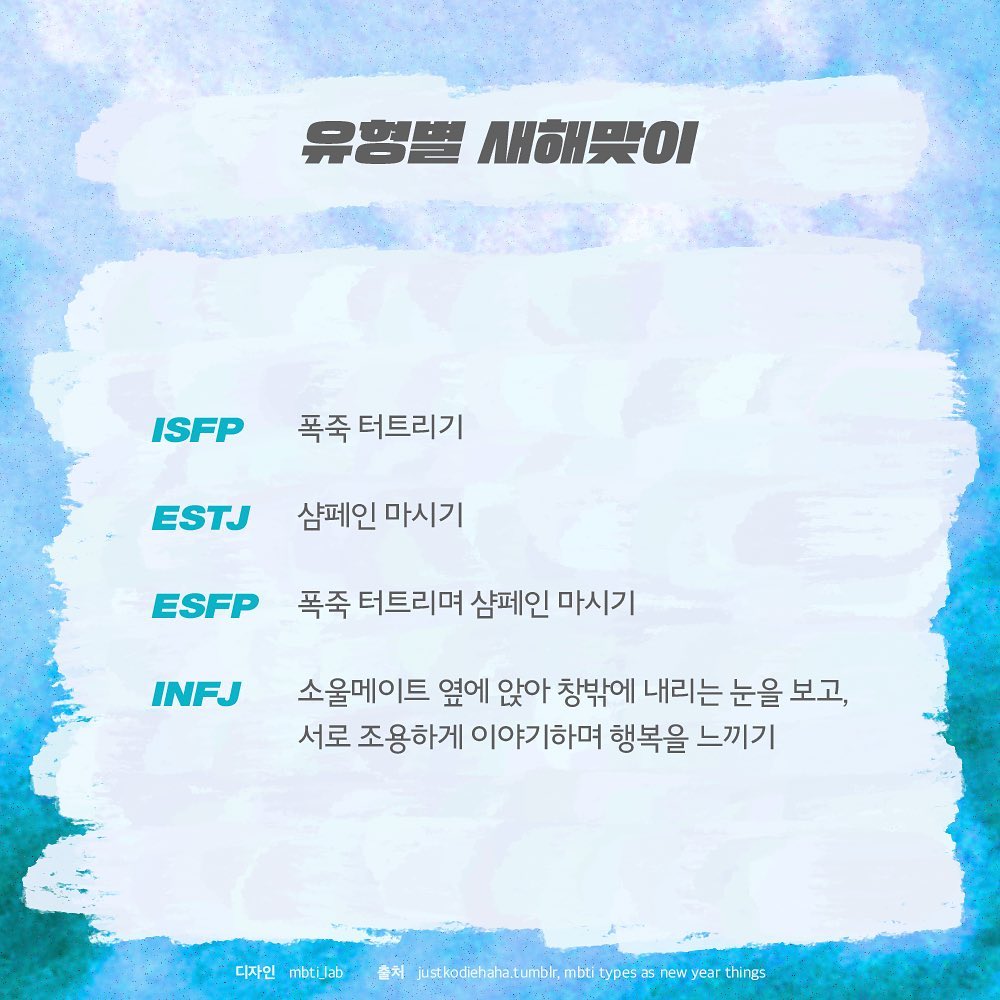 유형별 새해맞이
ISFP 폭죽 터트리기
ESTJ 샴페인 마시기
ESFP 폭죽 터트리며 샴페인 마시기
INFJ 소울메이트 옆에 앉아 창밖에 내리는 눈을 보고,
서로 조용하게 이야기하며 행복을 느끼기
디자인 mbti_lab 출처 justkodiehaha.tumblr, mbti types as new year things